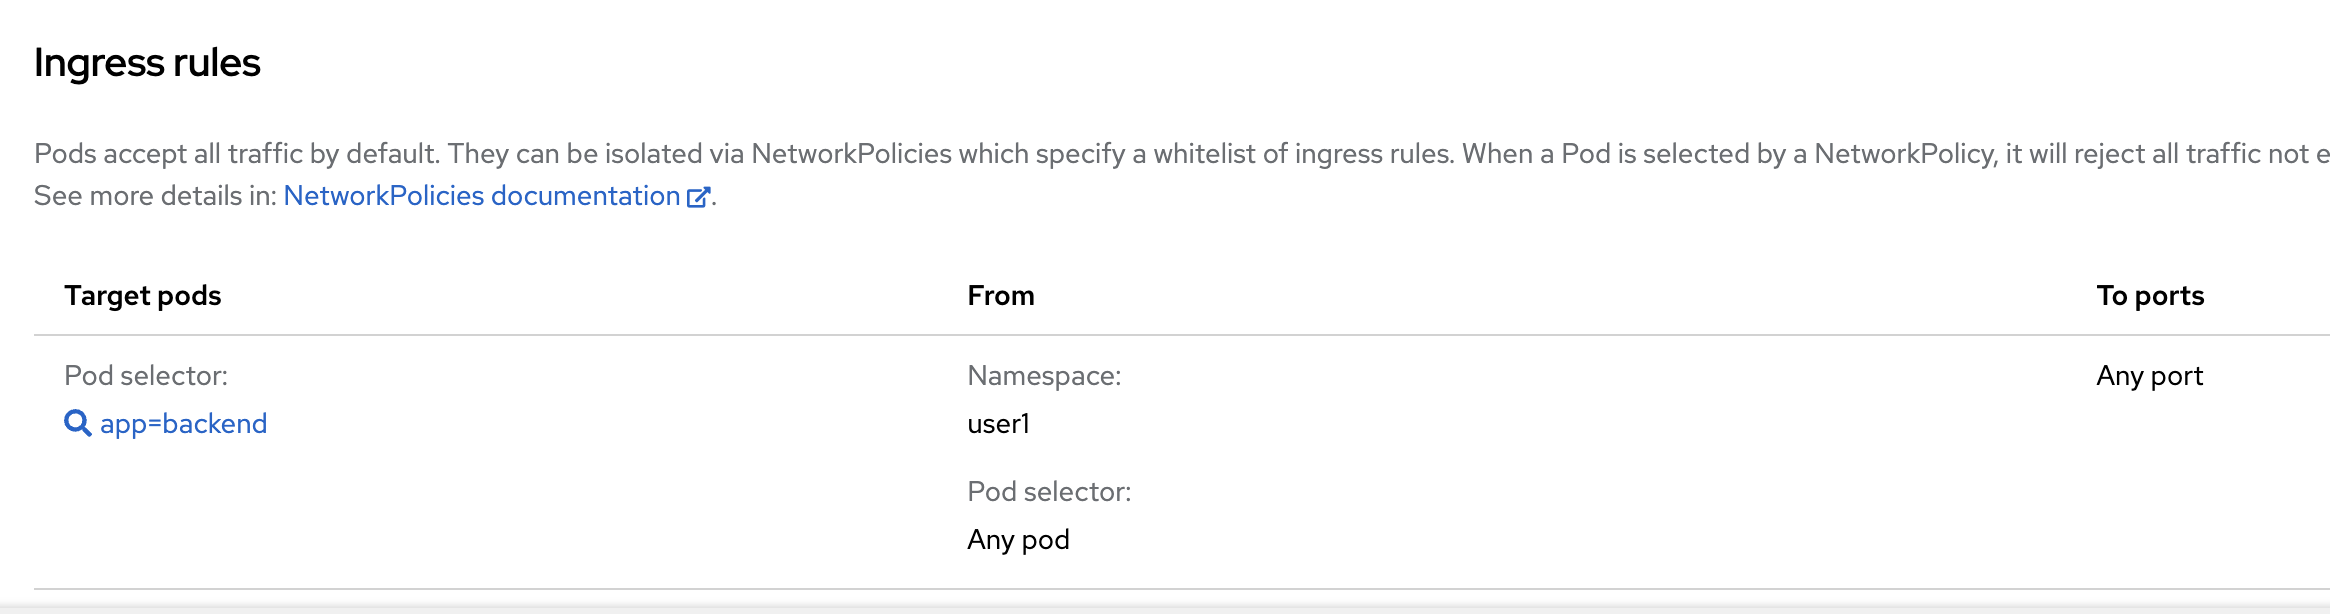 Ingress rules
Pods accept all traffic by default. They can be isolated via NetworkPolicies which specify a whitelist of ingress rules. When a Pod is selected by a NetworkPolicy, it will reject all traffic not
See more details in: NetworkPolicies documentation.
Target pods From To ports
Pod selector: Namespace: Any port
app=backend user1
Pod selector:
Any pod